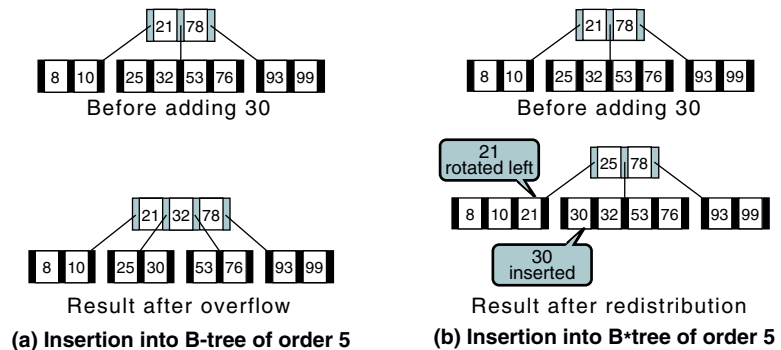 21 78
8 10 25 32 53 76 93 99
Before adding 30
21 32 78
8 10 25 30 53 76 93 99
Result after overflow
(a) Insertion into B-tree of order 5
21 78
8 10 25 32 53 76 93 99
Before adding 30
21
rotated left
25 78
8 10 21 30 32 53 76 93 99
30
inserted
Result after redistribution
(b) Insertion into B*tree of order 5